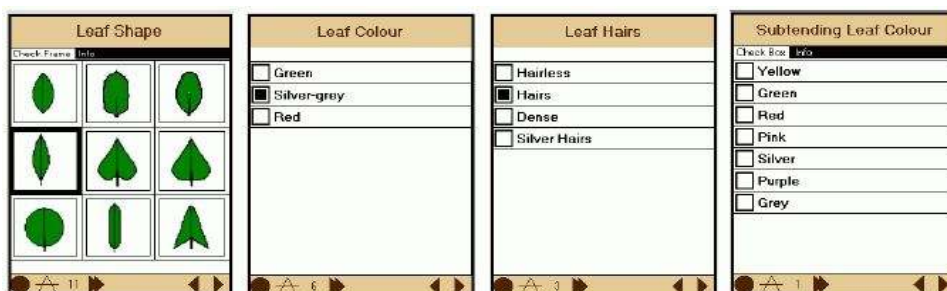 Leaf Shape
Check Frame Info
11
Leaf Colour
Green
Silver-grey
Red
6
Leaf Hairs
Hairless
Hairs
Dense
Silver Hairs
3
Subtending Leaf Colour
Check Box Info
Yellow
Green
Red
Pink
Silver
Purple
Grey
1